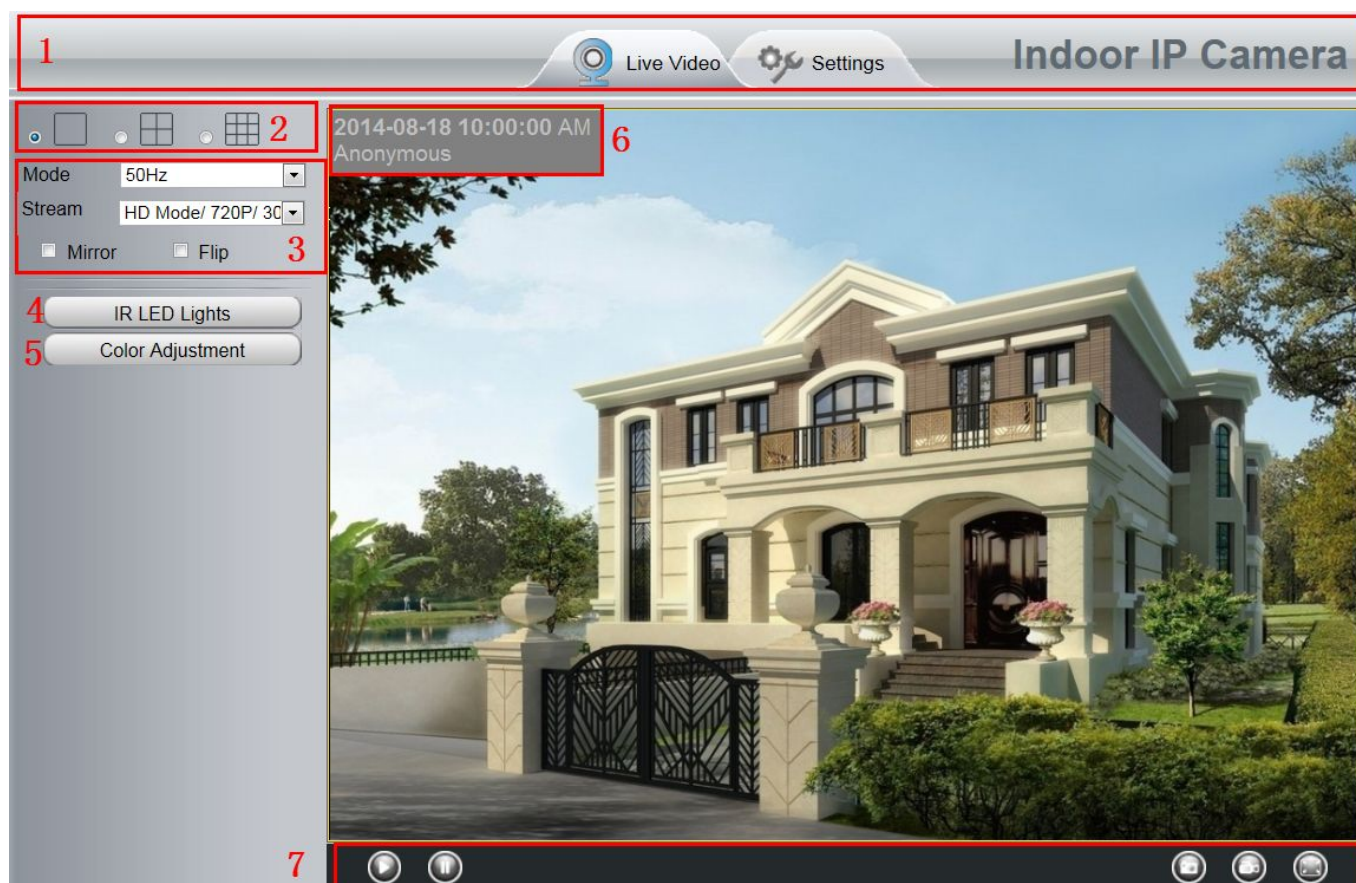 1
Live Video
Settings
Indoor IP Camera
2
Mode 50Hz
Stream HD Mode/ 720P/ 30
Mirror Flip 3
4 IR LED Lights
5 Color Adjustment
2014-08-18 10:00:00 AM
Anonymous
6
7